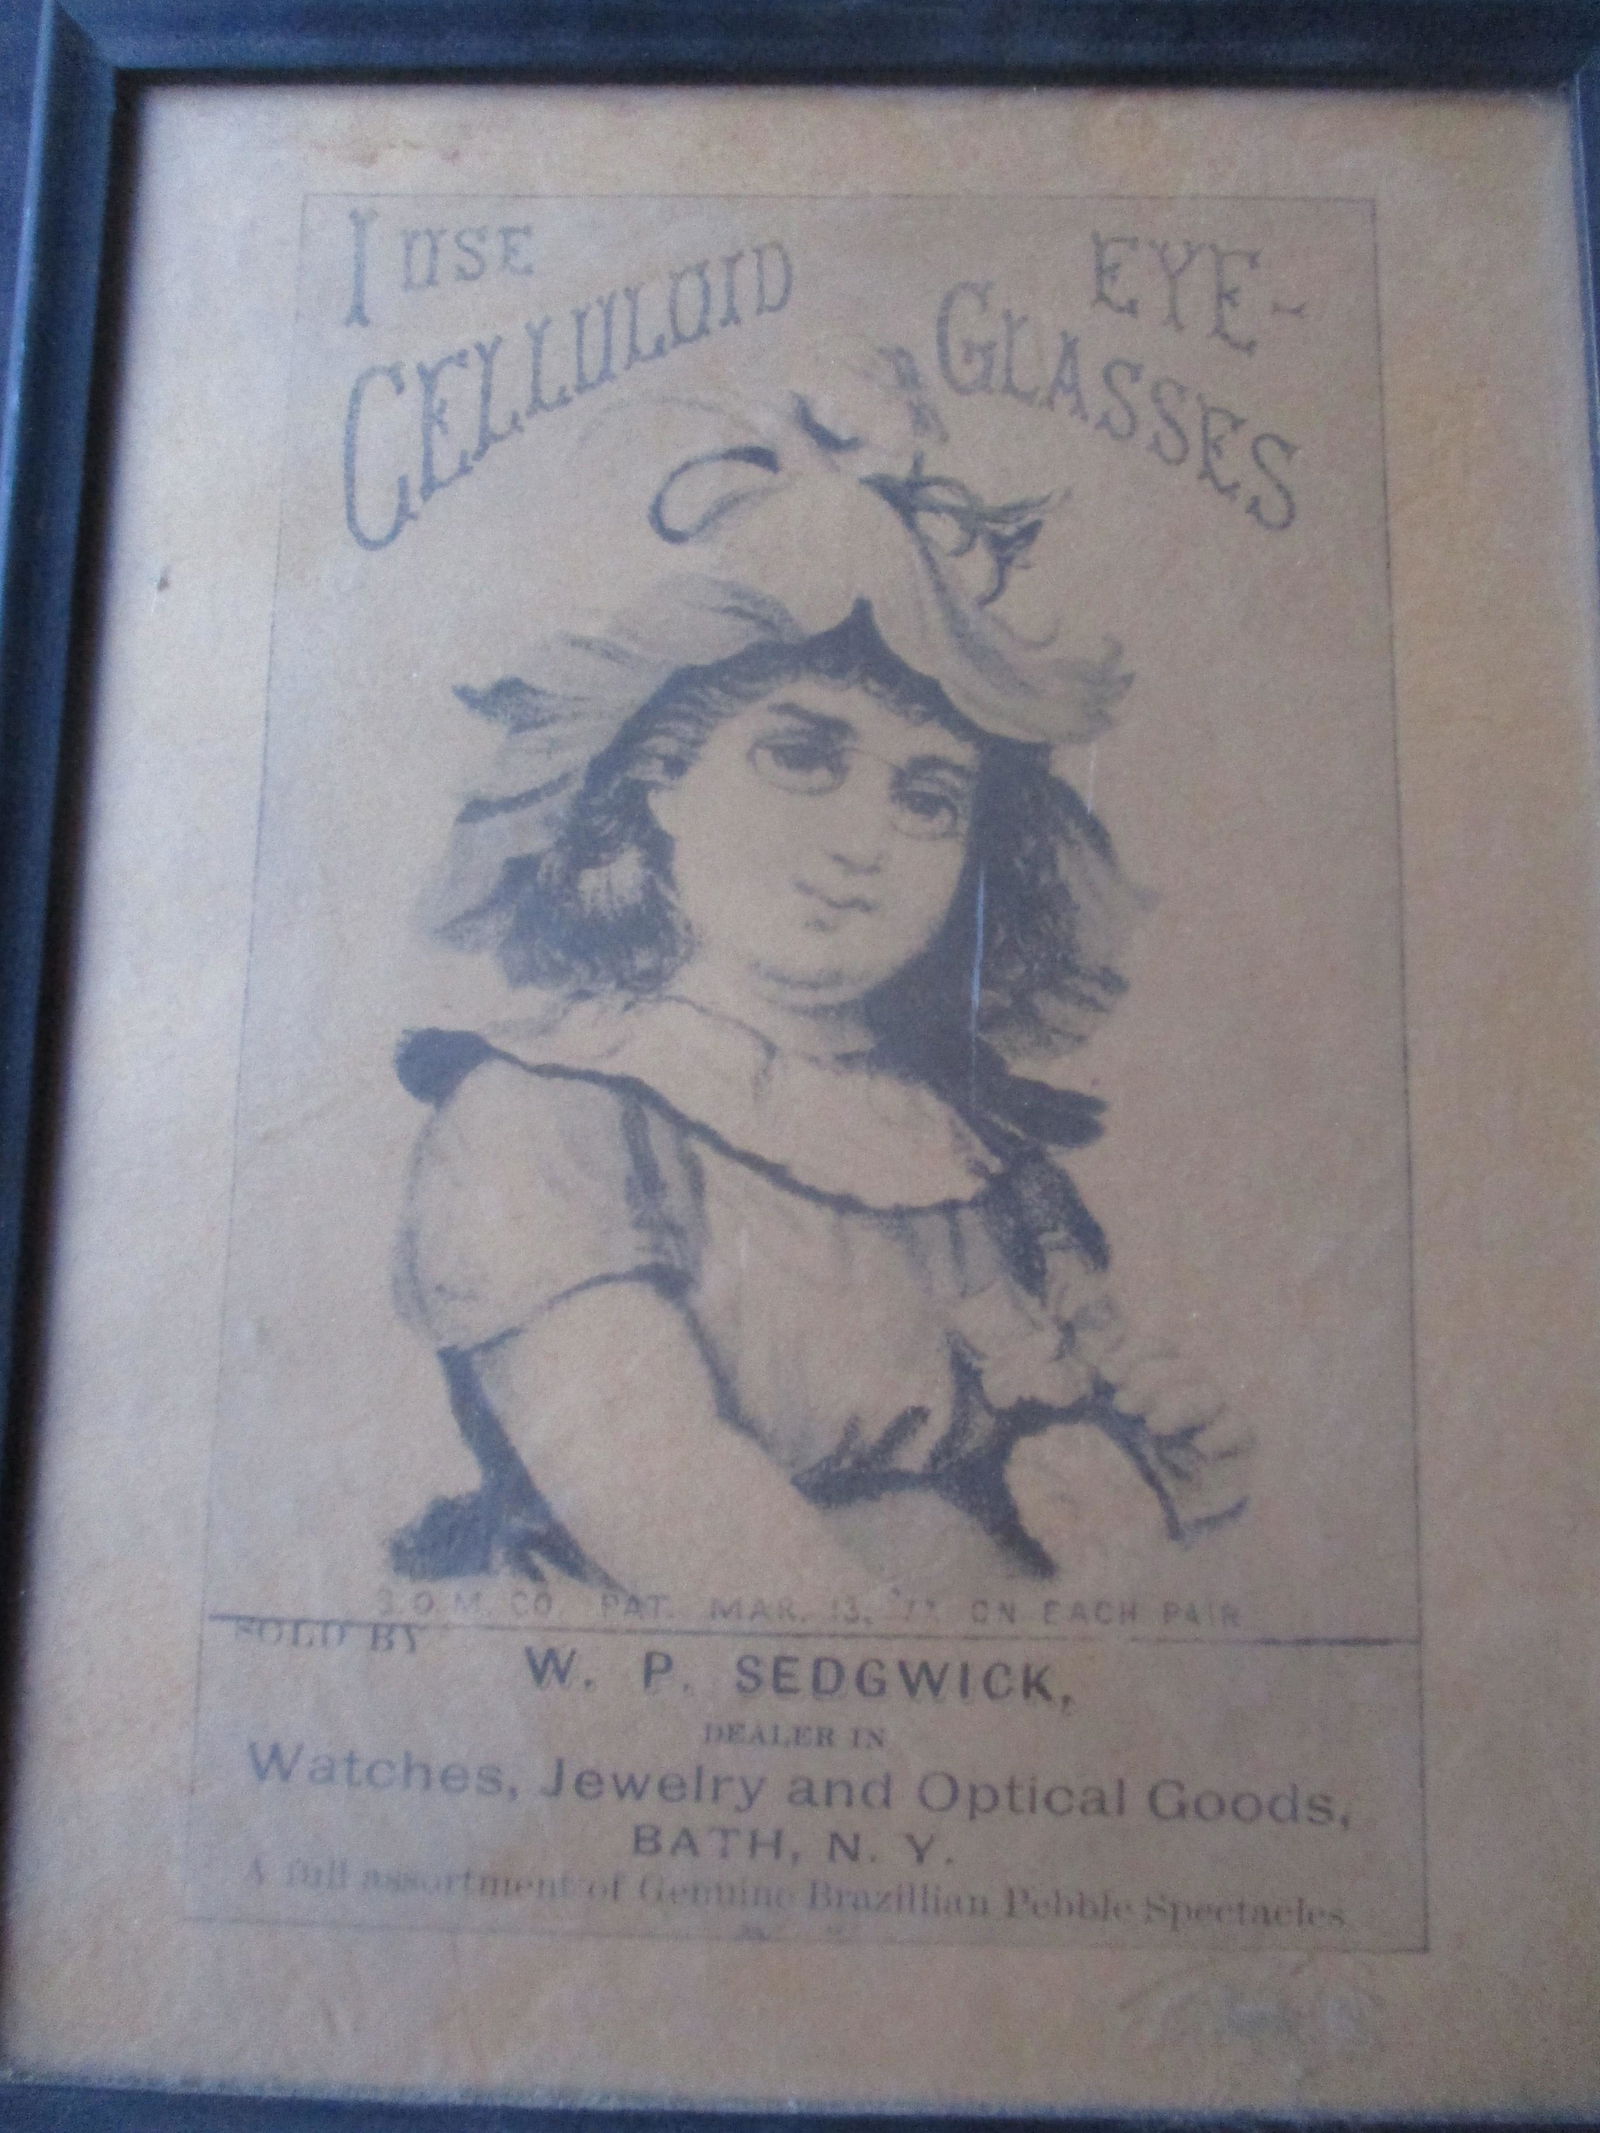 I USE
CELLULOID
EYE-
GLASSES
S.O.M. CO. PAT. MAR. 13, '77 ON EACH PAIR
SOLD BY
W. P. SEDGWICK,
DEALER IN
Watches, Jewelry and Optical Goods,
BATH, N. Y.
A full assortment of Genuine Brazillian Pebble Spectacles